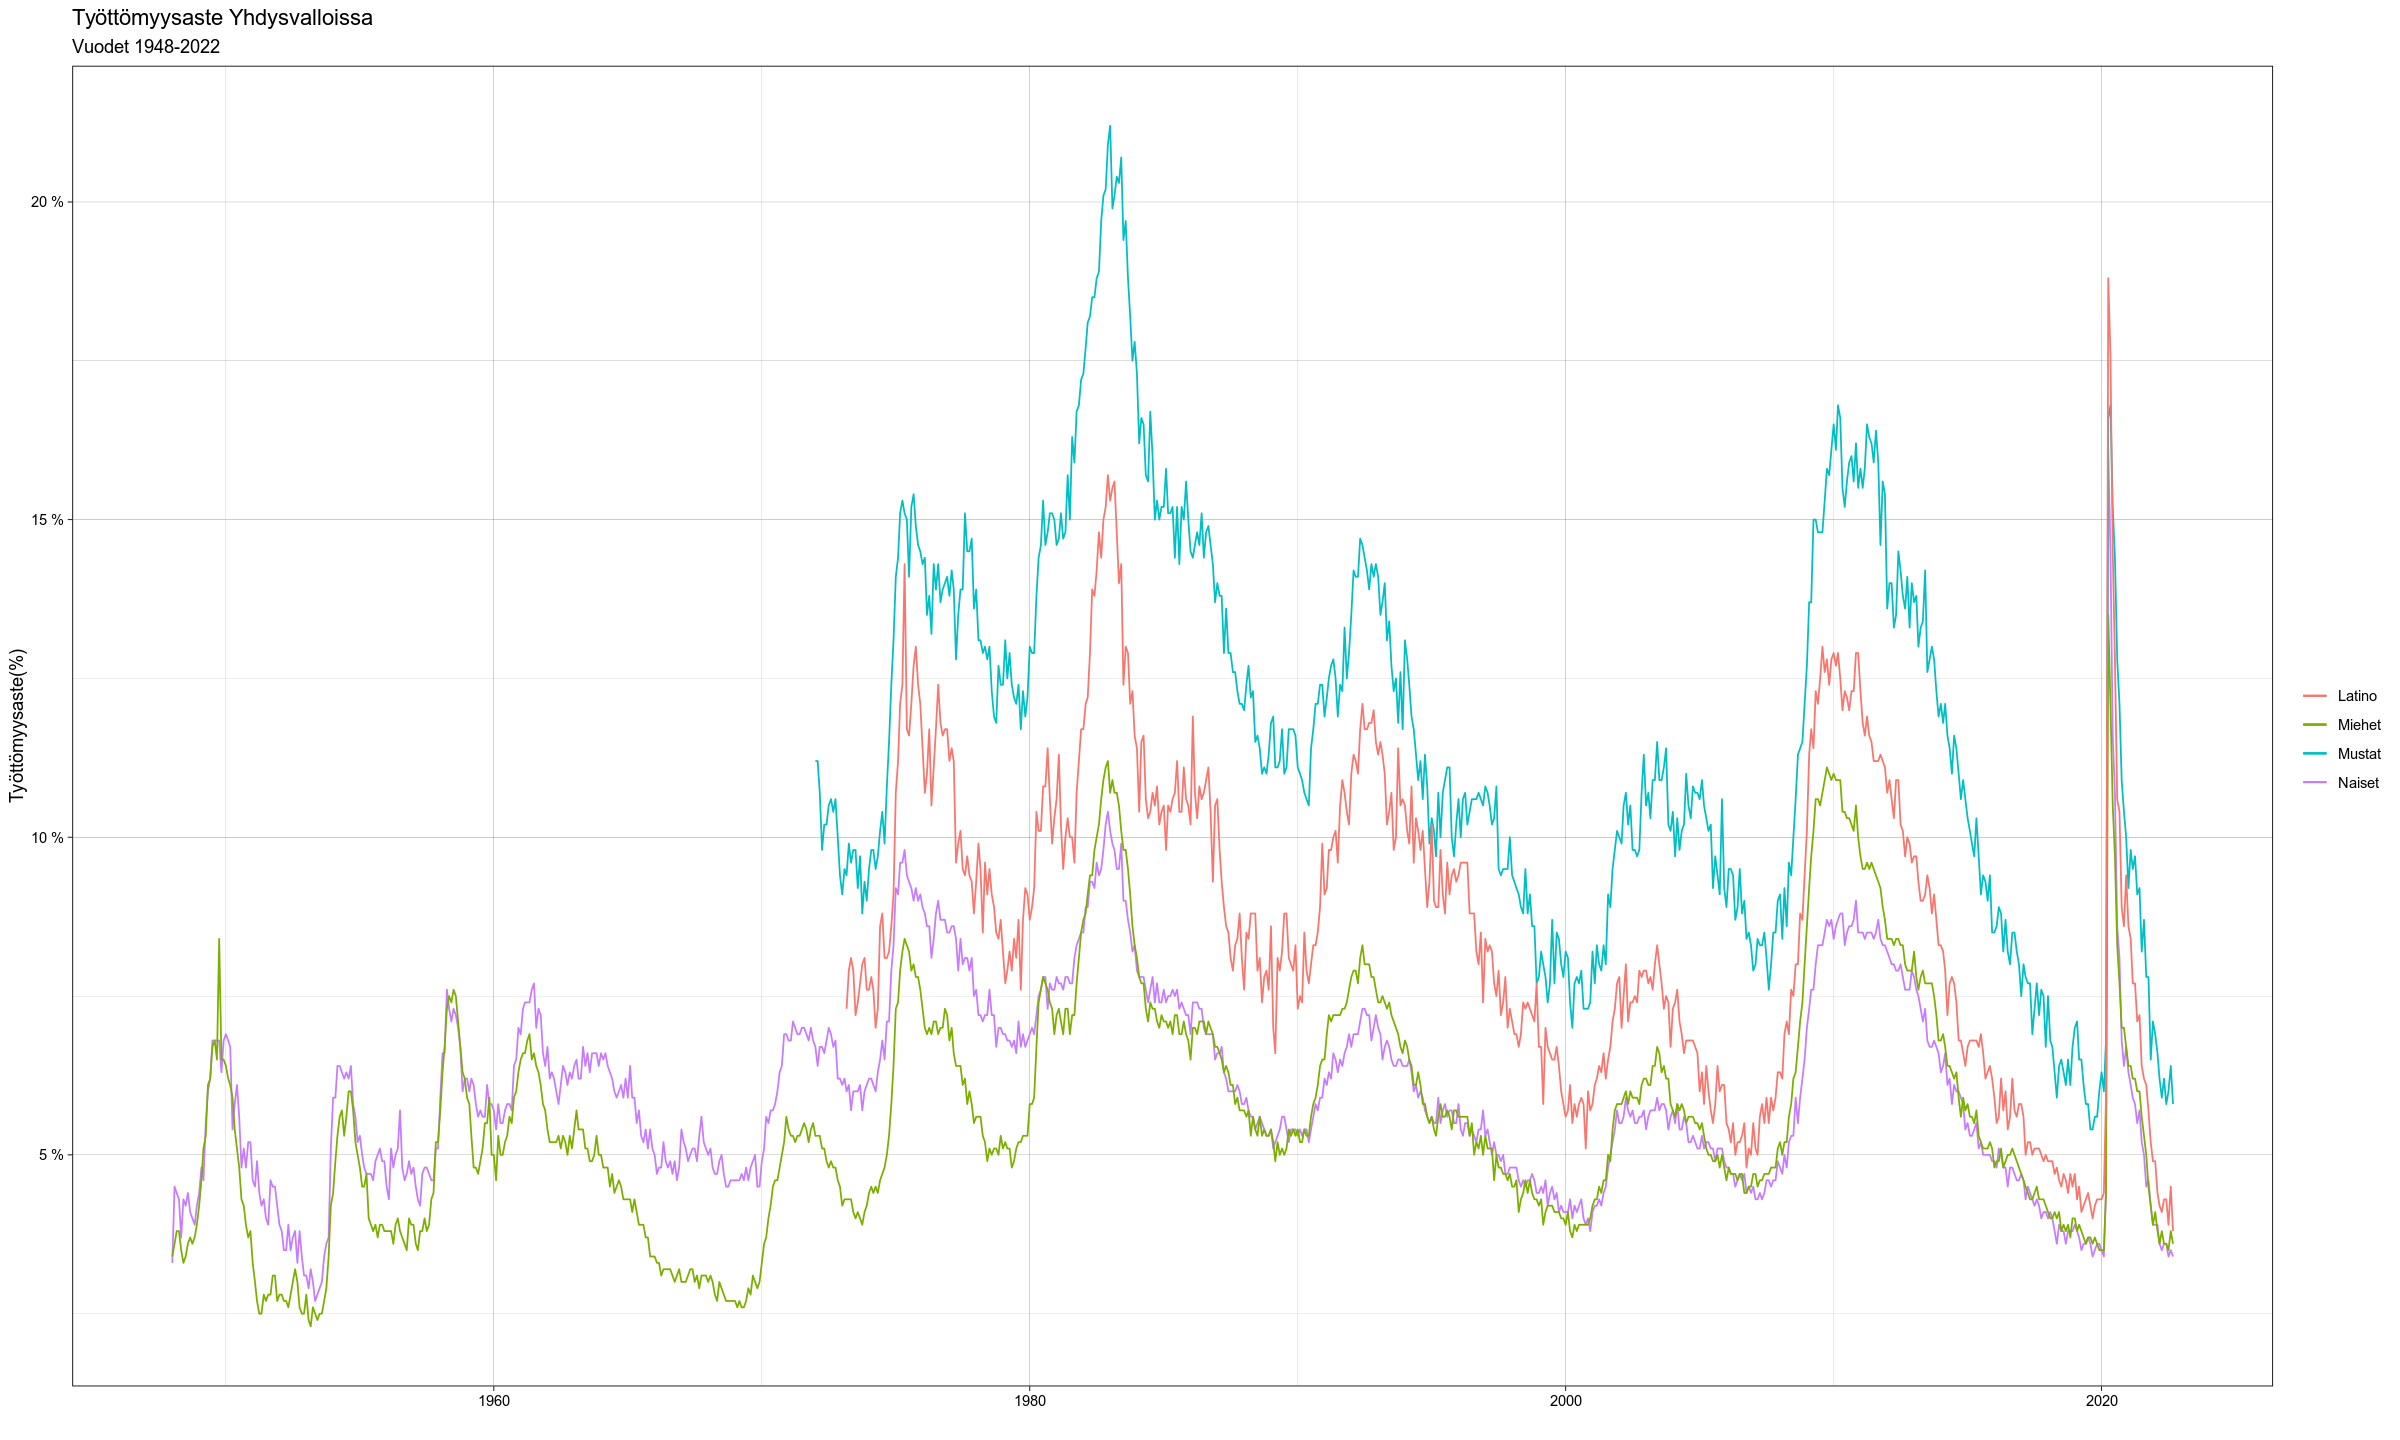 Työttömyysaste Yhdysvalloissa
Vuodet 1948-2022
Työttömyysaste(%)
20 %
15 %
10 %
5 %
1960
1980
2000
2020
Latino
Miehet
Mustat
Naiset